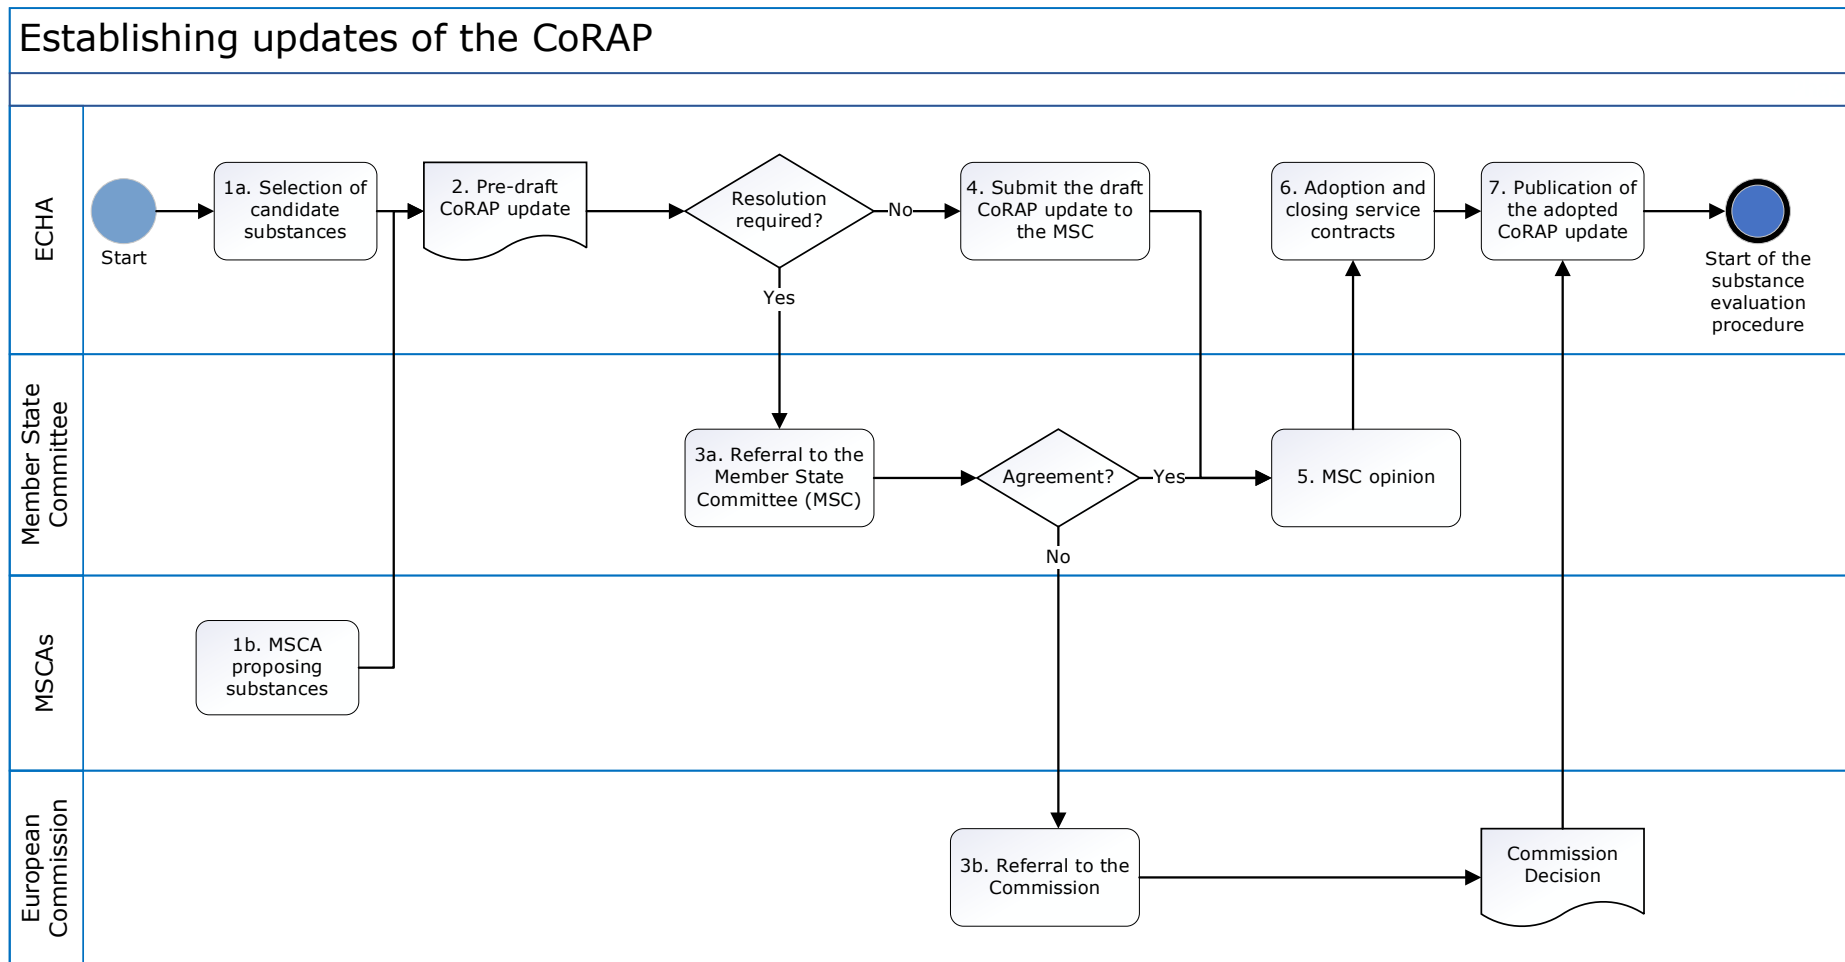 Establishing updates of the CoRAP
ECHA
Start
1a. Selection of
candidate
substances
2. Pre-draft
CoRAP update
Resolution
required?
No
Yes
4. Submit the draft
CoRAP update to
the MSC
6. Adoption and
closing service
contracts
7. Publication of
the adopted
CoRAP update
Start of the
substance
evaluation
procedure
Member State
Committee
3a. Referral to the
Member State
Committee (MSC)
Agreement?
Yes
No
5. MSC opinion
MSCAs
1b. MSCA
proposing
substances
European
Commission
3b. Referral to the
Commission
Commission
Decision